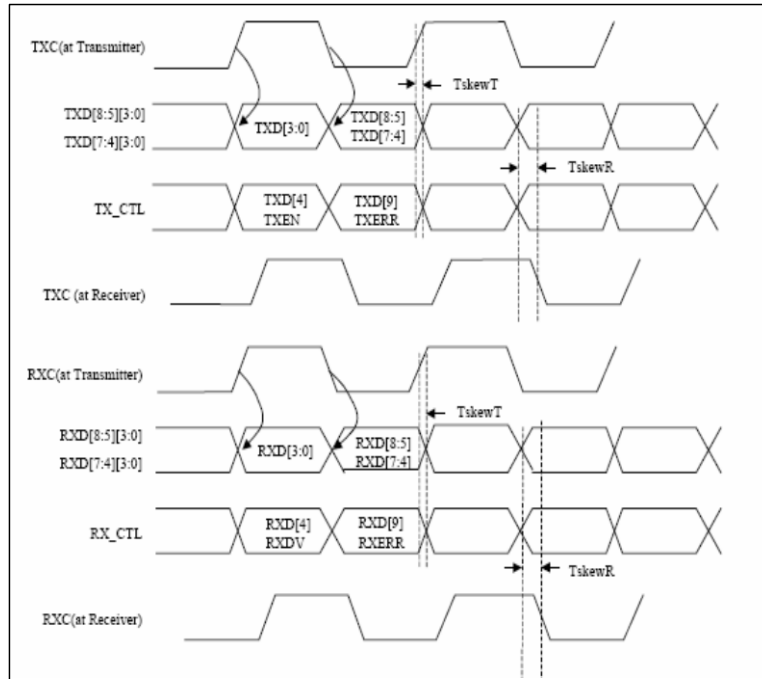 TXC(at Transmitter)
TskewT
TXD[8:5][3:0]
TXD[7:4][3:0]
TXD[3:0]
TXD[8:5]
TXD[7:4]
TskewR
TX_CTL
TXD[4]
TXEN
TXD[9]
TXERR
TXC (at Receiver)
RXC(at Transmitter)
TskewT
RXD[8:5][3:0]
RXD[7:4][3:0]
RXD[3:0]
RXD[8:5]
RXD[7:4]
RX_CTL
RXD[4]
RXDV
RXD[9]
RXERR
TskewR
RXC(at Receiver)